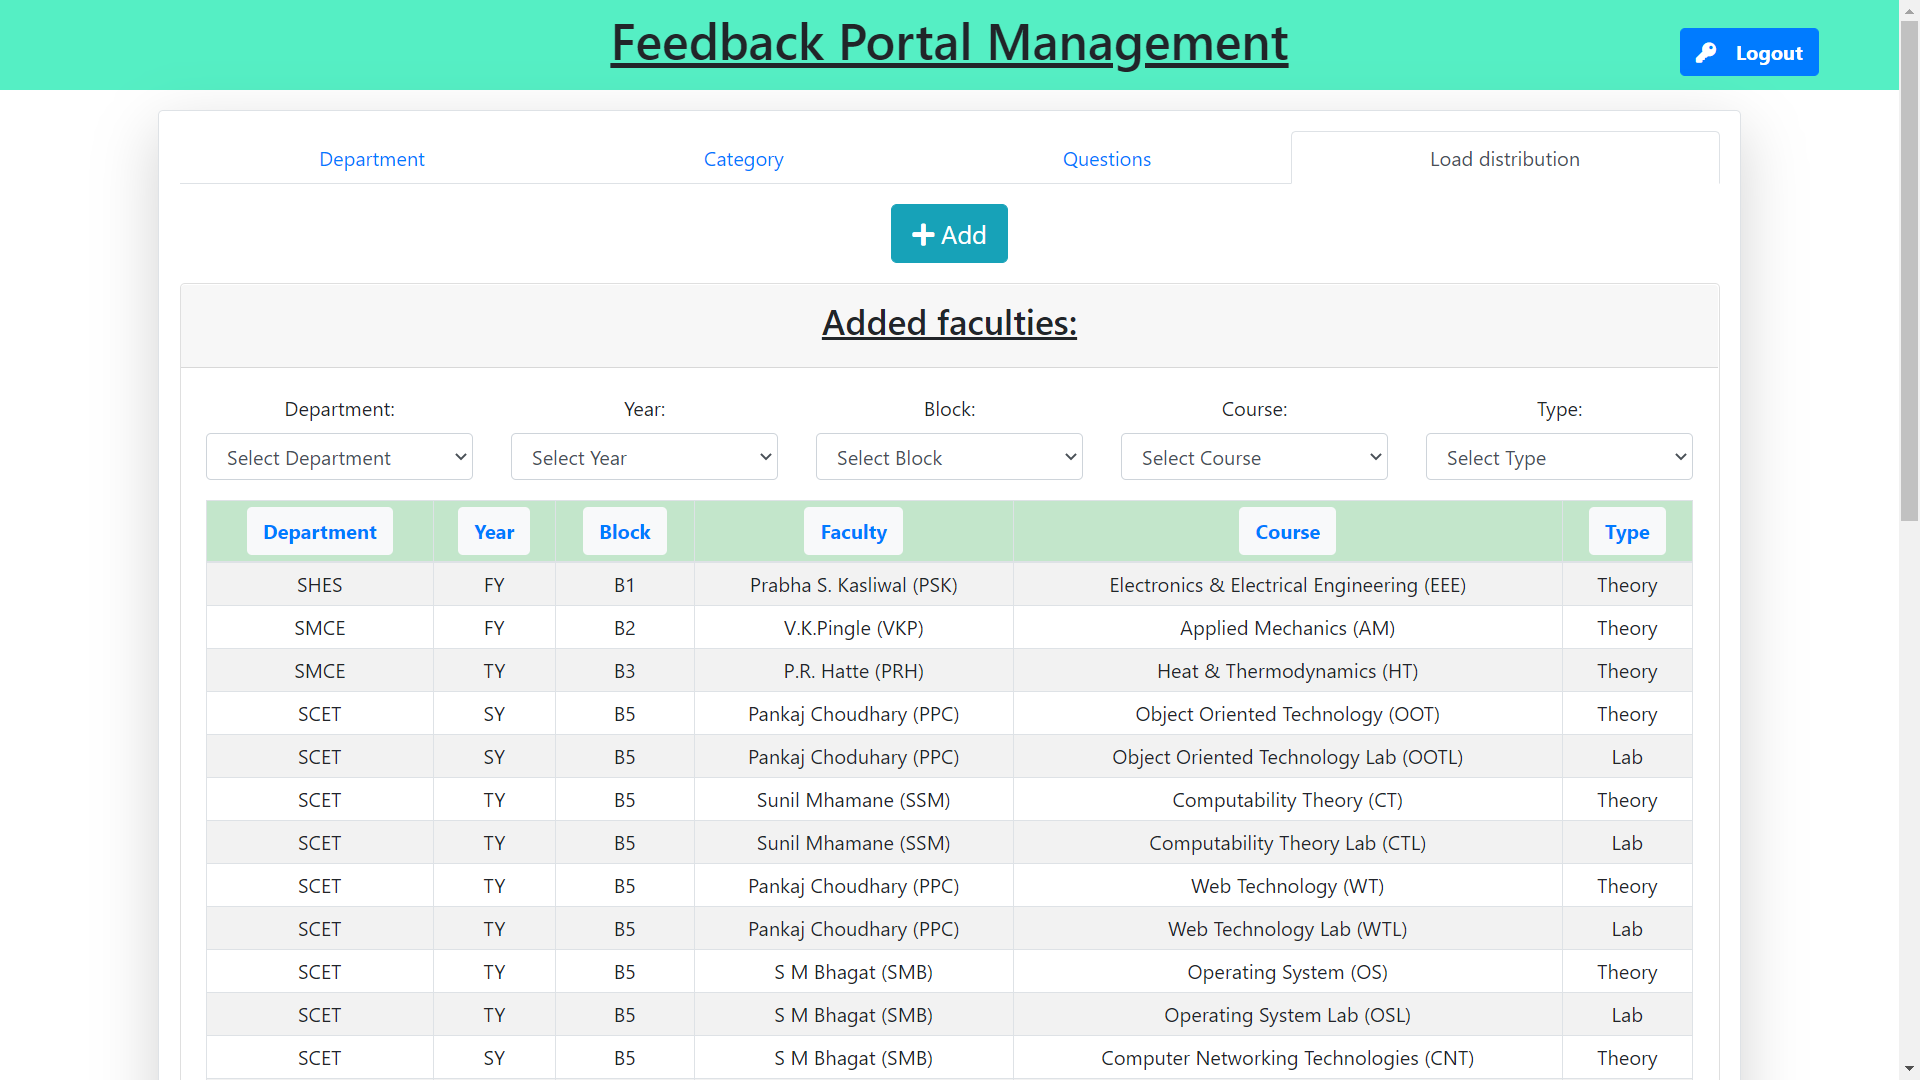 Feedback Portal Management
Logout
Department Category Questions Load distribution
Add
Added faculties:
Department: Year: Block: Course: Type:
Select Department Select Year Select Block Select Course Select Type
Department Year Block Faculty Course Type
SHES FY B1 Prabha S. Kasliwal (PSK) Electronics & Electrical Engineering (EEE) Theory
SMCE FY B2 V.K.Pingle (VKP) Applied Mechanics (AM) Theory
SMCE TY B3 P.R. Hatte (PRH) Heat & Thermodynamics (HT) Theory
SCET SY B5 Pankaj Choudhary (PPC) Object Oriented Technology (OOT) Theory
SCET SY B5 Pankaj Choduhary (PPC) Object Oriented Technology Lab (OOTL) Lab
SCET TY B5 Sunil Mhamane (SSM) Computability Theory (CT) Theory
SCET TY B5 Sunil Mhamane (SSM) Computability Theory Lab (CTL) Lab
SCET TY B5 Pankaj Choudhary (PPC) Web Technology (WT) Theory
SCET TY B5 Pankaj Choudhary (PPC) Web Technology Lab (WTL) Lab
SCET TY B5 S M Bhagat (SMB) Operating System (OS) Theory
SCET TY B5 S M Bhagat (SMB) Operating System Lab (OSL) Lab
SCET SY B5 S M Bhagat (SMB) Computer Networking Technologies (CNT) Theory